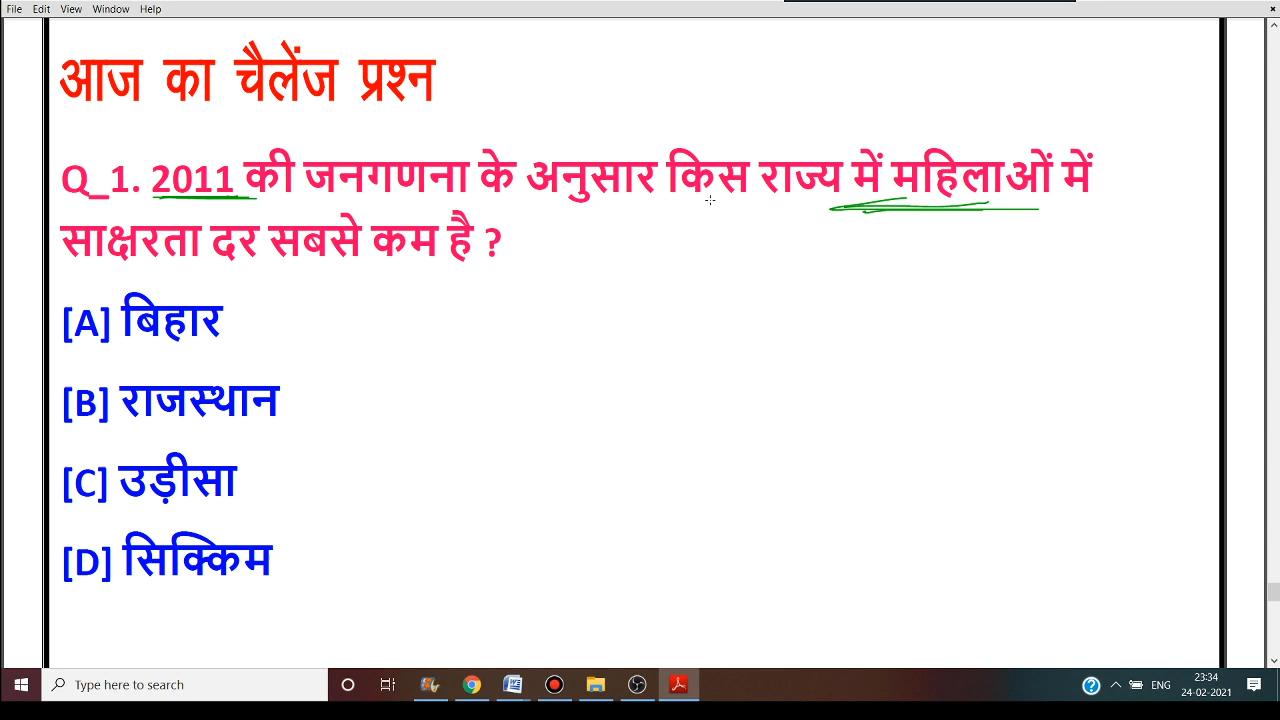 File Edit View Window Help
आज का चैलेंज प्रश्न
Q_1. 2011 की जनगणना के अनुसार किस राज्य में महिलाओं में
साक्षरता दर सबसे कम है ?
[A] बिहार
[B] राजस्थान
[C] उड़ीसा
[D] सिक्किम
Type here to search
ENG
23:34
24-02-2021